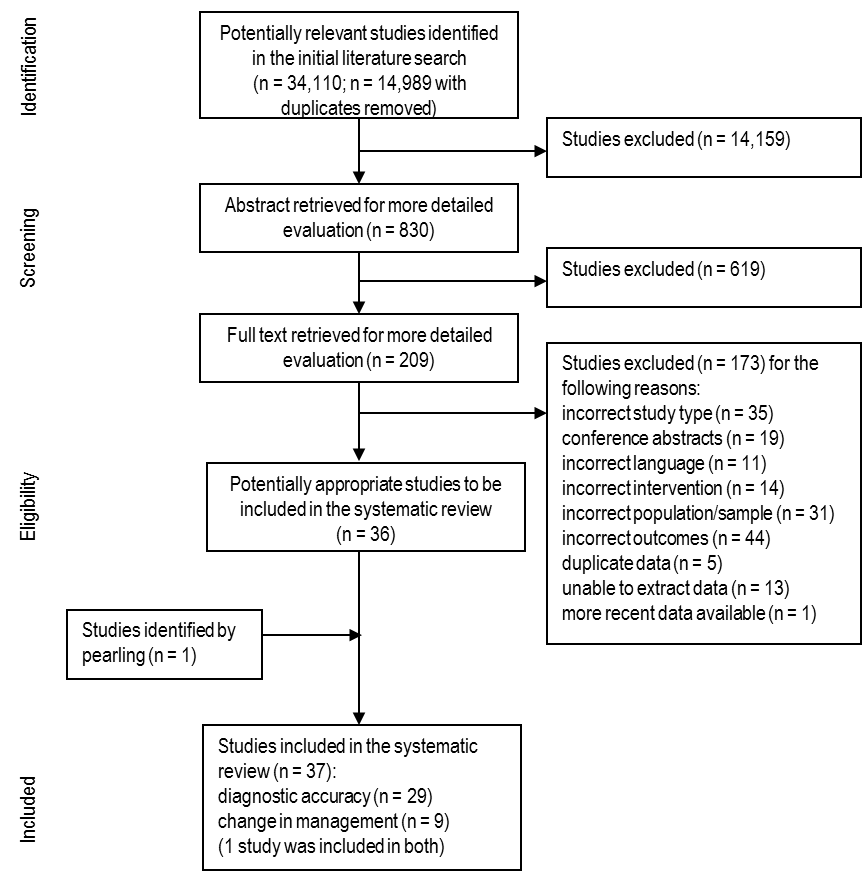 Identification
Potentially relevant studies identified
in the initial literature search
(n = 34,110; n = 14,989 with
duplicates removed)
Studies excluded (n = 14,159)
Screening
Abstract retrieved for more detailed
evaluation (n = 830)
Studies excluded (n = 619)
Full text retrieved for more detailed
evaluation (n = 209)
Studies excluded (n = 173) for the
following reasons:
incorrect study type (n = 35)
conference abstracts (n = 19)
incorrect language (n = 11)
incorrect intervention (n = 14)
incorrect population/sample (n = 31)
incorrect outcomes (n = 44)
duplicate data (n = 5)
unable to extract data (n = 13)
more recent data available (n = 1)
Eligibility
Potentially appropriate studies to be
included in the systematic review
(n = 36)
Studies identified by
pearling (n = 1)
Included
Studies included in the systematic
review (n = 37):
diagnostic accuracy (n = 29)
change in management (n = 9)
(1 study was included in both)